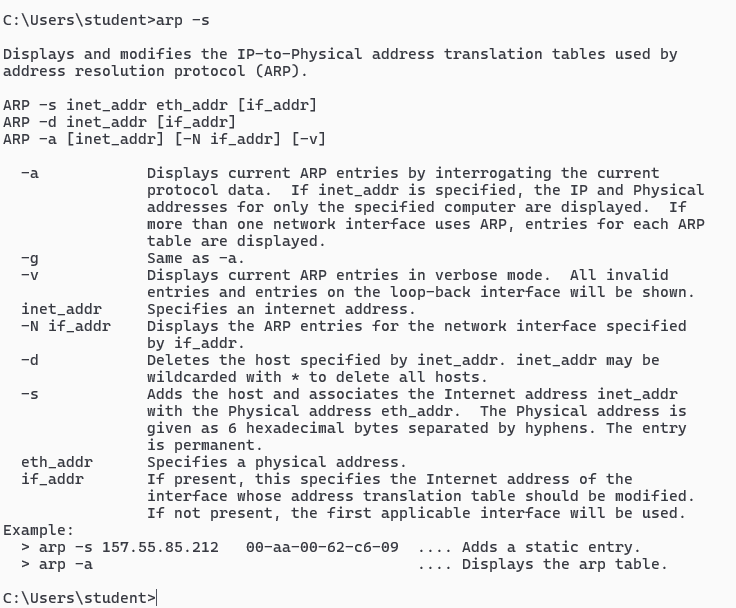 C:\Users\student>arp -s
Displays and modifies the IP-to-Physical address translation tables used by
address resolution protocol (ARP).
ARP -s inet_addr eth_addr [if_addr]
ARP -d inet_addr [if_addr]
ARP -a [inet_addr] [-N if_addr] [-v]
-a Displays current ARP entries by interrogating the current
protocol data. If inet_addr is specified, the IP and Physical
addresses for only the specified computer are displayed. If
more than one network interface uses ARP, entries for each ARP
table are displayed.
-g Same as -a.
-v Displays current ARP entries in verbose mode. All invalid
entries and entries on the loop-back interface will be shown.
inet_addr Specifies an internet address.
-N if_addr Displays the ARP entries for the network interface specified
by if_addr.
-d Deletes the host specified by inet_addr. inet_addr may be
wildcarded with * to delete all hosts.
-s Adds the host and associates the Internet address inet_addr
with the Physical address eth_addr. The Physical address is
given as 6 hexadecimal bytes separated by hyphens. The entry
is permanent.
eth_addr Specifies a physical address.
if_addr If present, this specifies the Internet address of the
interface whose address translation table should be modified.
If not present, the first applicable interface will be used.
Example:
> arp -s 157.55.85.212 00-aa-00-62-c6-09 .... Adds a static entry.
> arp -a .... Displays the arp table.
C:\Users\student>